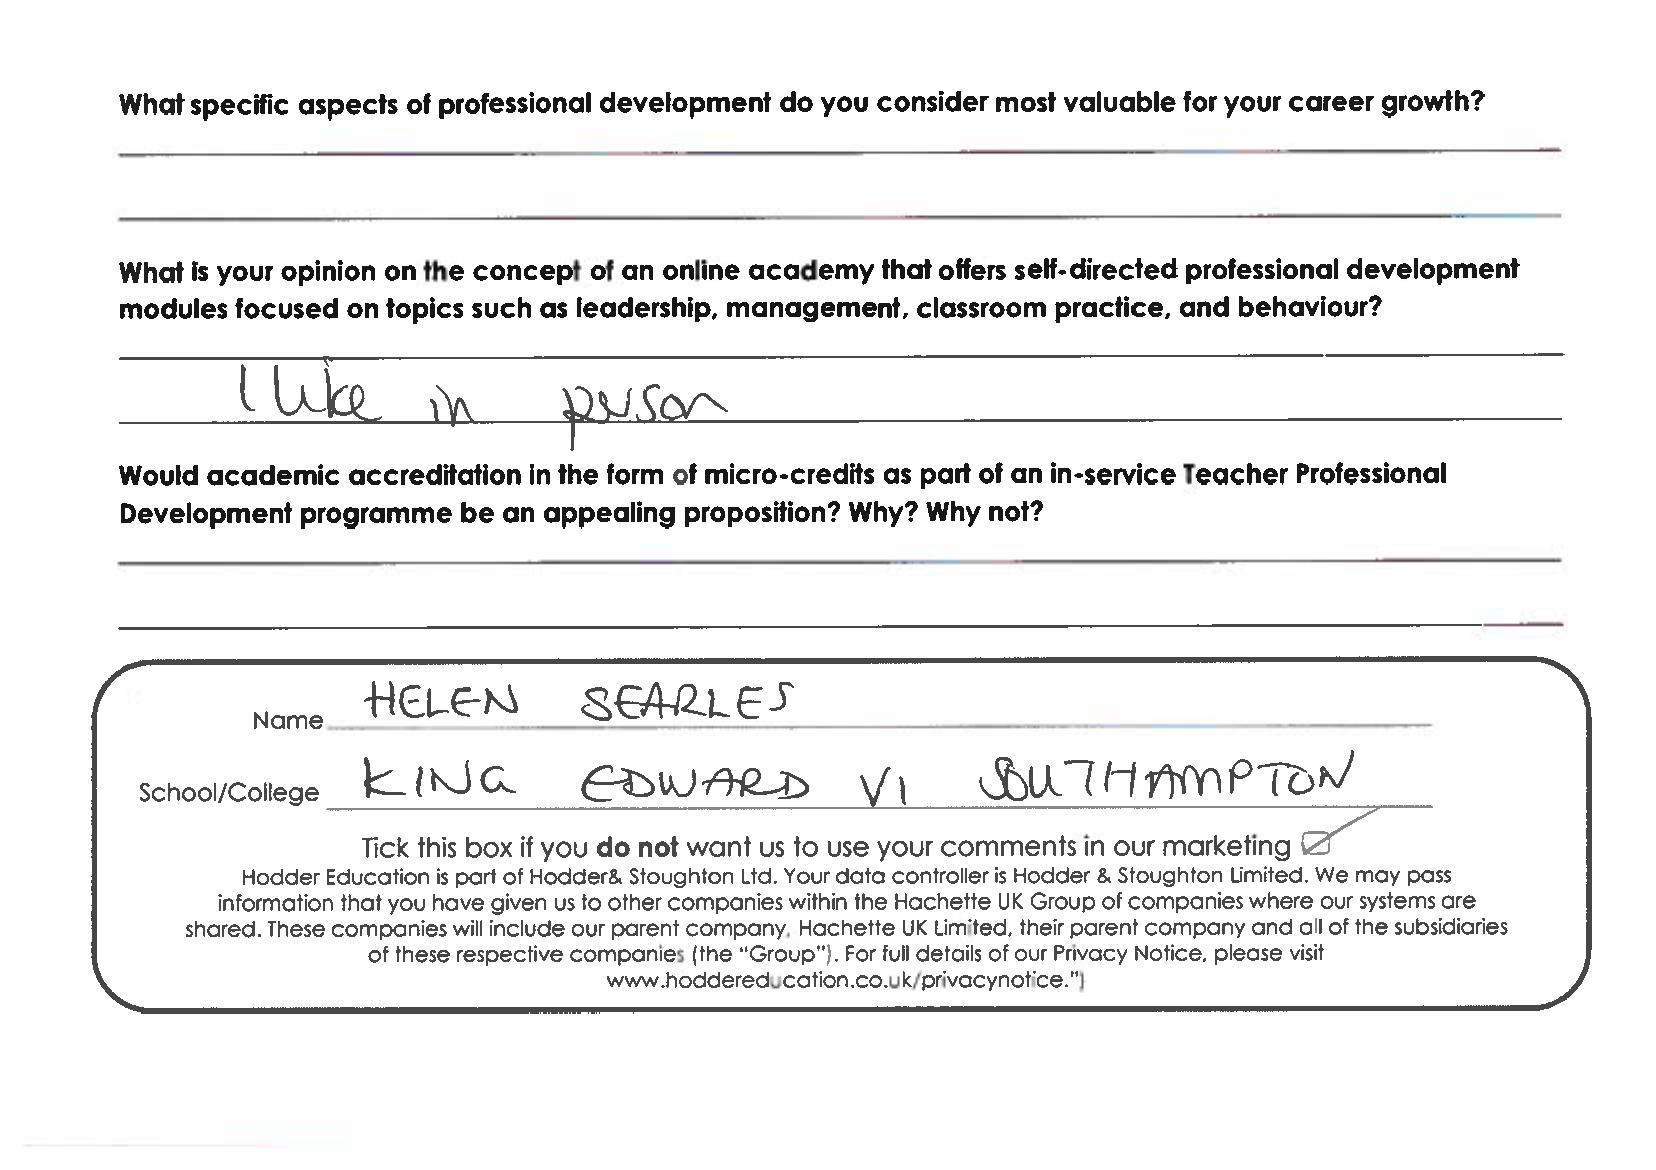 What specific aspects of professional development do you consider most valuable for your career growth?
What is your opinion on the concept of an online academy that offers self-directed professional development
modules focused on topics such as leadership, management, classroom practice, and behaviour?
I like in person
Would academic accreditation in the form of micro-credits as part of an in-service Teacher Professional
Development programme be an appealing proposition? Why? Why not?
Name HELEN SEARLES
School/College KING EDWARD VI SOUTHAMPTON
Tick this box if you do not want us to use your comments in our marketing
Hodder Education is part of Hodder& Stoughton Ltd. Your data controller is Hodder & Stoughton Limited. We may pass
information that you have given us to other companies within the Hachette UK Group of companies where our systems are
shared. These companies will include our parent company, Hachette UK Limited, their parent company and all of the subsidiaries
of these respective companies (the "Group"). For full details of our Privacy Notice, please visit
www.hoddereducation.co.uk/privacynotice.")